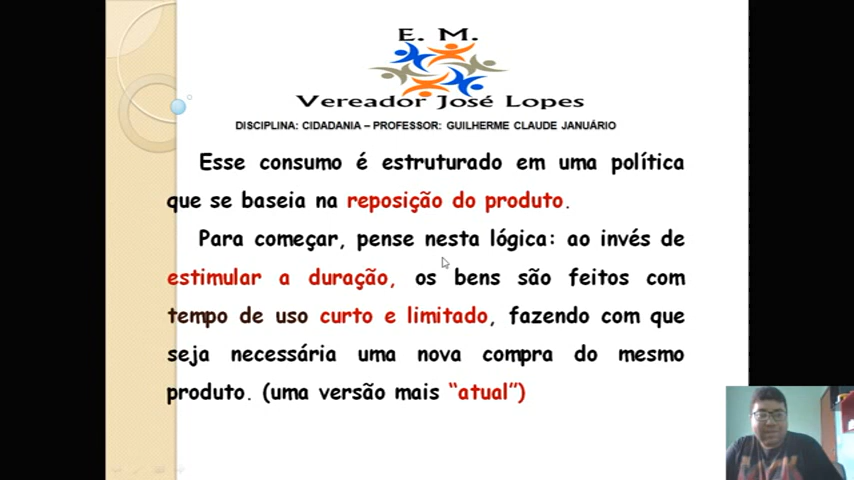 E. M.
Vereador José Lopes
DISCIPLINA: CIDADANIA – PROFESSOR: GUILHERME CLAUDE JANUÁRIO
Esse consumo é estruturado em uma política
que se baseia na reposição do produto.
Para começar, pense nesta lógica: ao invés de
estimular a duração, os bens são feitos com
tempo de uso curto e limitado, fazendo com que
seja necessária uma nova compra do mesmo
produto. (uma versão mais “atual”)